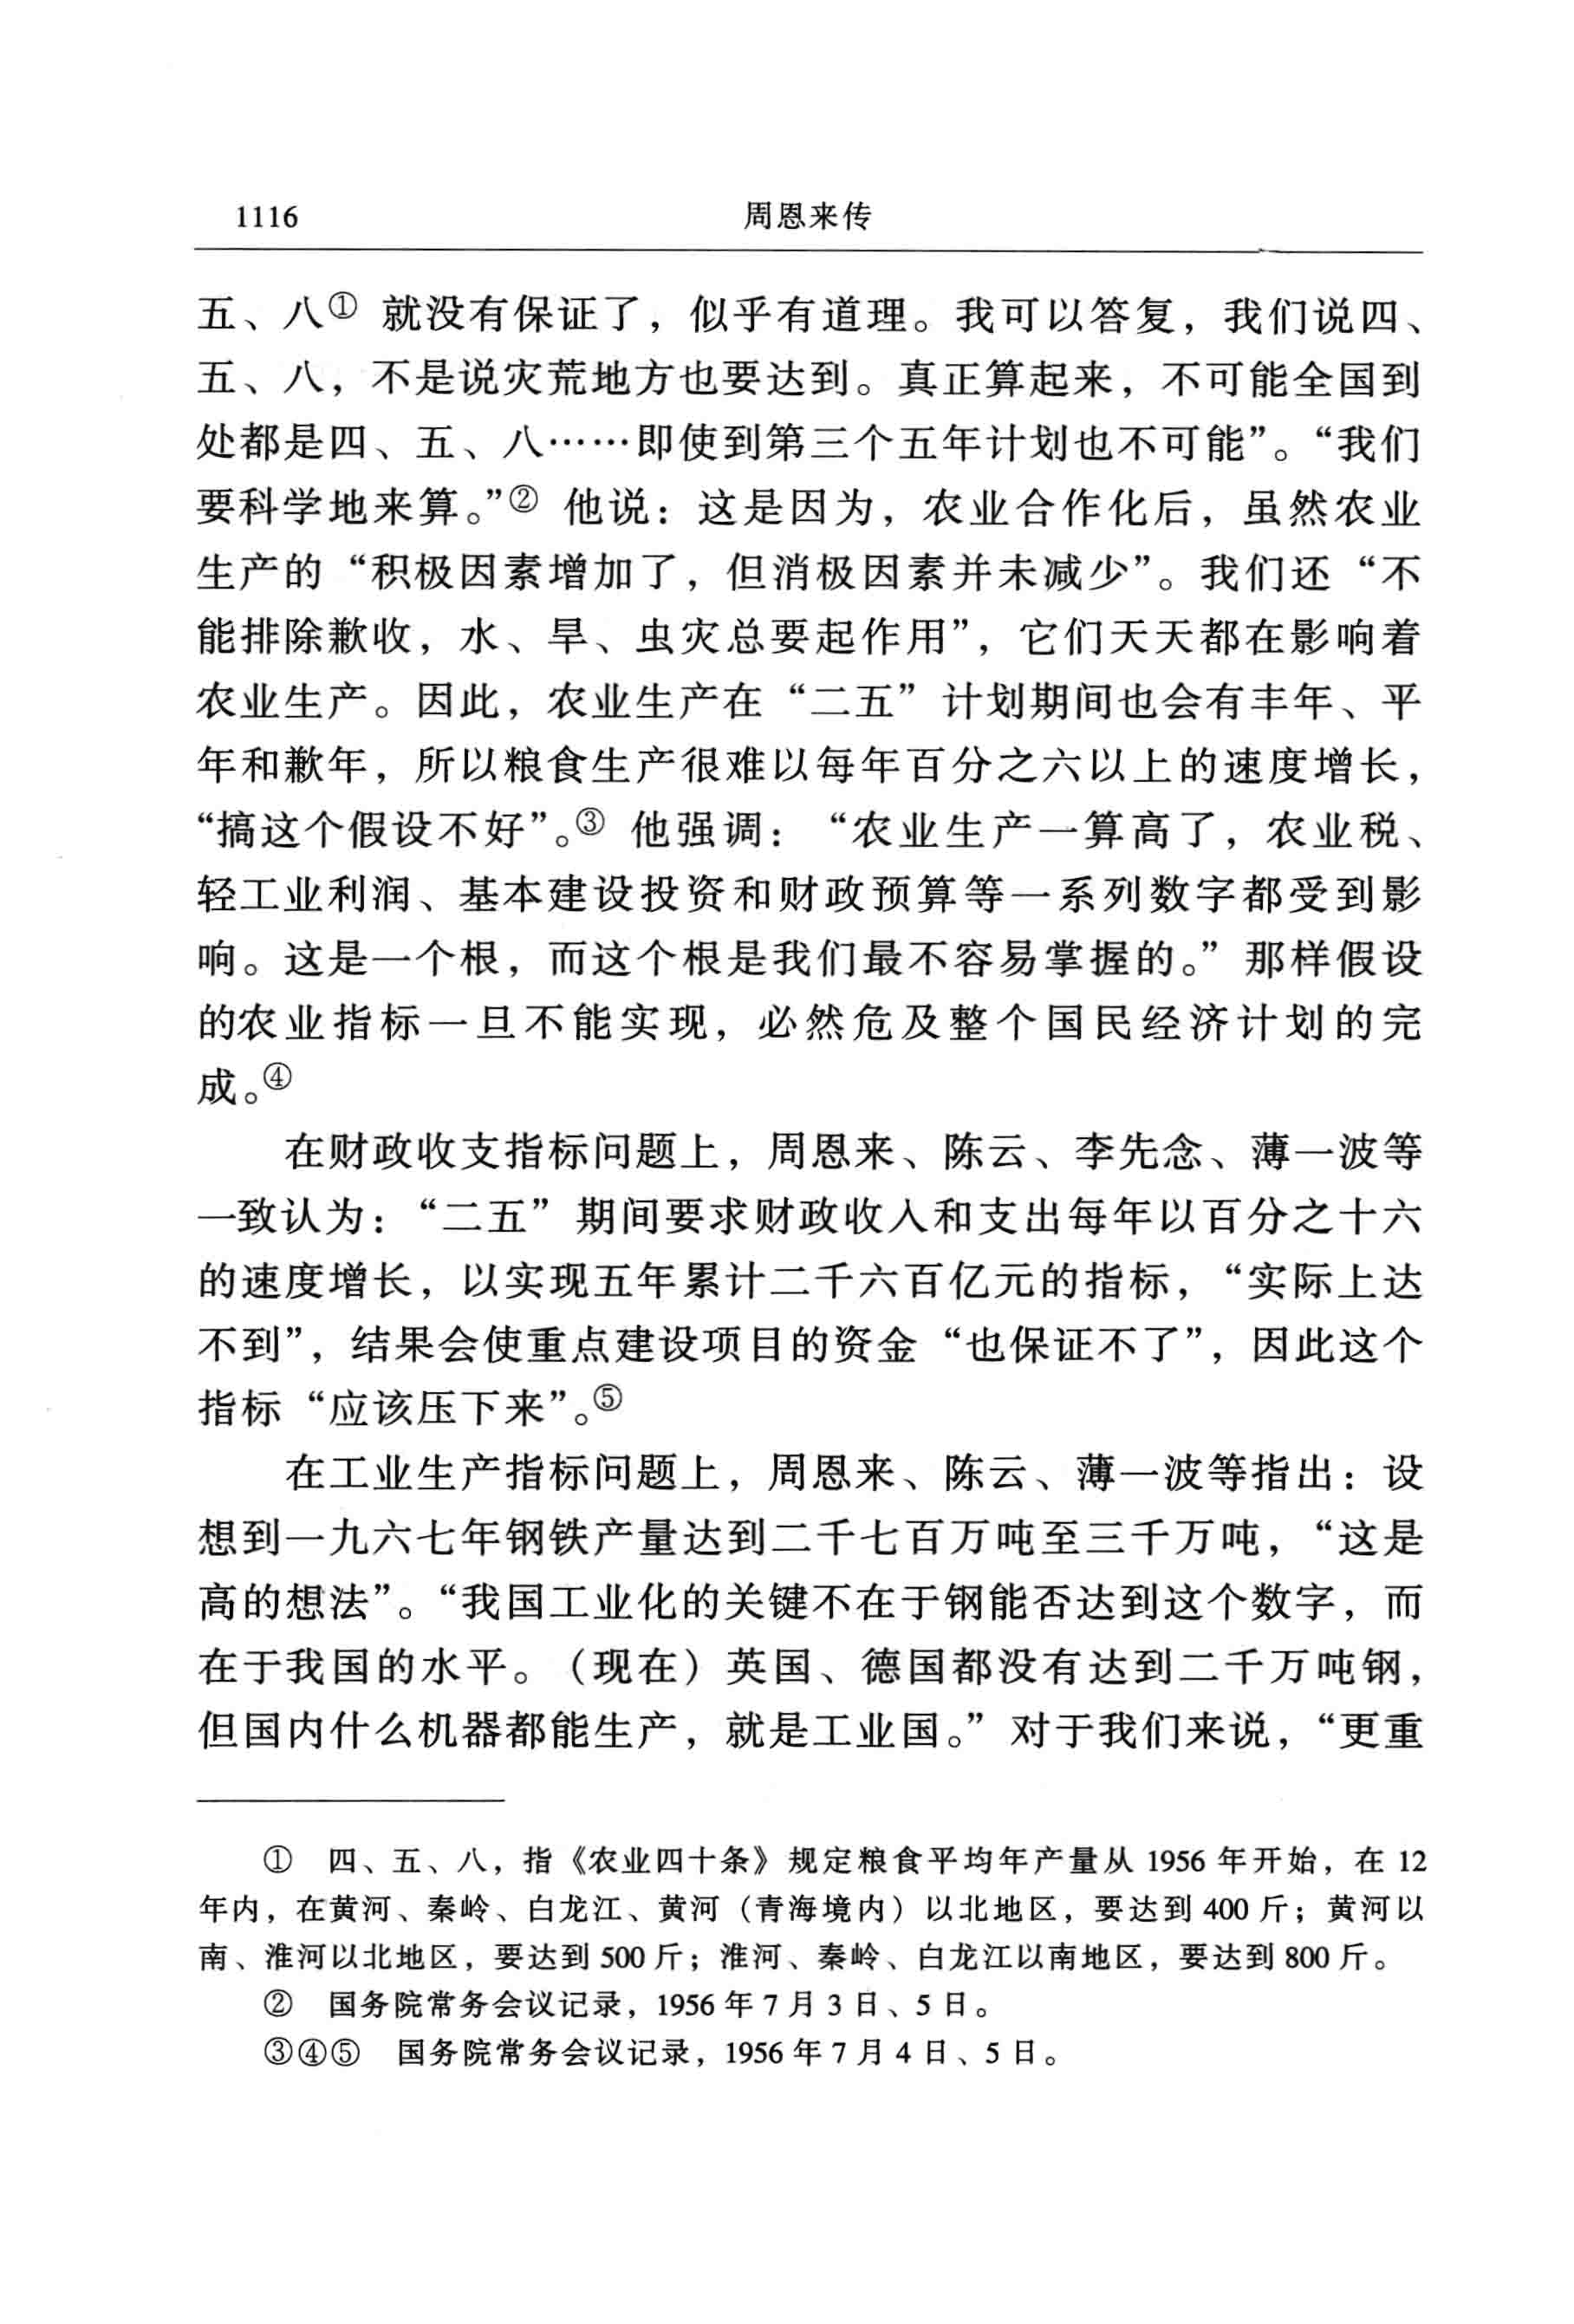 1116 周恩来传
五、八① 就没有保证了，似乎有道理。我可以答复，我们说四、
五、八，不是说灾荒地方也要达到。真正算起来，不可能全国到
处都是四、五、八……即使到第三个五年计划也不可能”。“我们
要科学地来算。”② 他说：这是因为，农业合作化后，虽然农业
生产的“积极因素增加了，但消极因素并未减少”。我们还“不
能排除歉收，水、旱、虫灾总要起作用”，它们天天都在影响着
农业生产。因此，农业生产在“二五”计划期间也会有丰年、平
年和歉年，所以粮食生产很难以每年百分之六以上的速度增长，
“搞这个假设不好”。③ 他强调：“农业生产一算高了，农业税、
轻工业利润、基本建设投资和财政预算等一系列数字都受到影
响。这是一个根，而这个根是我们最不容易掌握的。”那样假设
的农业指标一旦不能实现，必然危及整个国民经济计划的完
成。④
在财政收支指标问题上，周恩来、陈云、李先念、薄一波等
一致认为：“二五”期间要求财政收入和支出每年以百分之十六
的速度增长，以实现五年累计二千六百亿元的指标，“实际上达
不到”，结果会使重点建设项目的资金“也保证不了”，因此这个
指标“应该压下来”。⑤
在工业生产指标问题上，周恩来、陈云、薄一波等指出：设
想到一九六七年钢铁产量达到二千七百万吨至三千万吨，“这是
高的想法”。“我国工业化的关键不在于钢能否达到这个数字，而
在于我国的水平。（现在）英国、德国都没有达到二千万吨钢，
但国内什么机器都能生产，就是工业国。”对于我们来说，“更重
① 四、五、八，指《农业四十条》规定粮食平均年产量从 1956 年开始，在 12
年内，在黄河、秦岭、白龙江、黄河（青海境内）以北地区，要达到 400 斤；黄河以
南、淮河以北地区，要达到 500 斤；淮河、秦岭、白龙江以南地区，要达到 800 斤。
② 国务院常务会议记录，1956 年 7 月 3 日、5 日。
③④⑤ 国务院常务会议记录，1956 年 7 月 4 日、5 日。